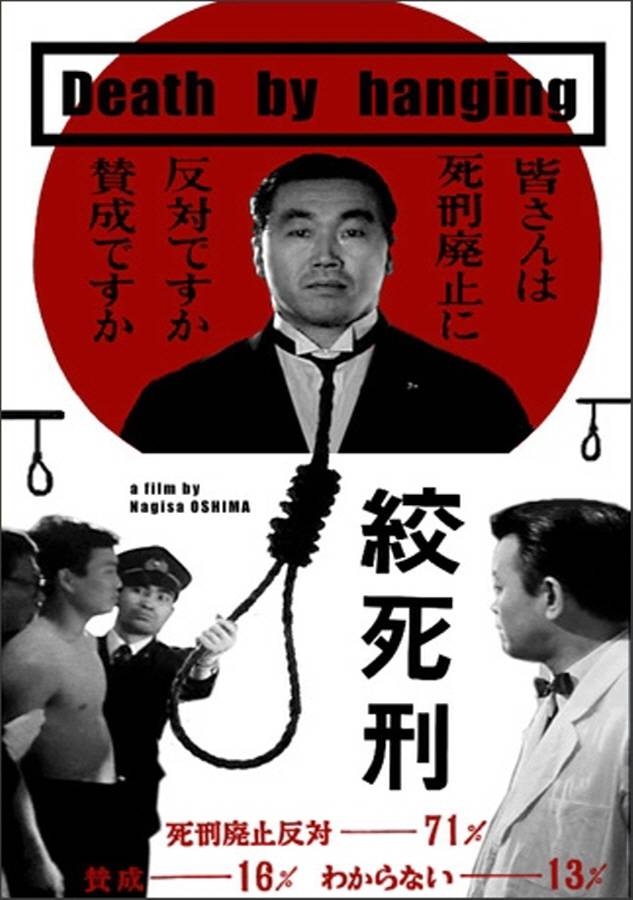 Death by hanging
皆さんは
死刑廃止に
反対ですか
賛成ですか
a film by
Nagisa OSHIMA
絞死刑
死刑廃止反対――71%
賛成――16% わからない――13%